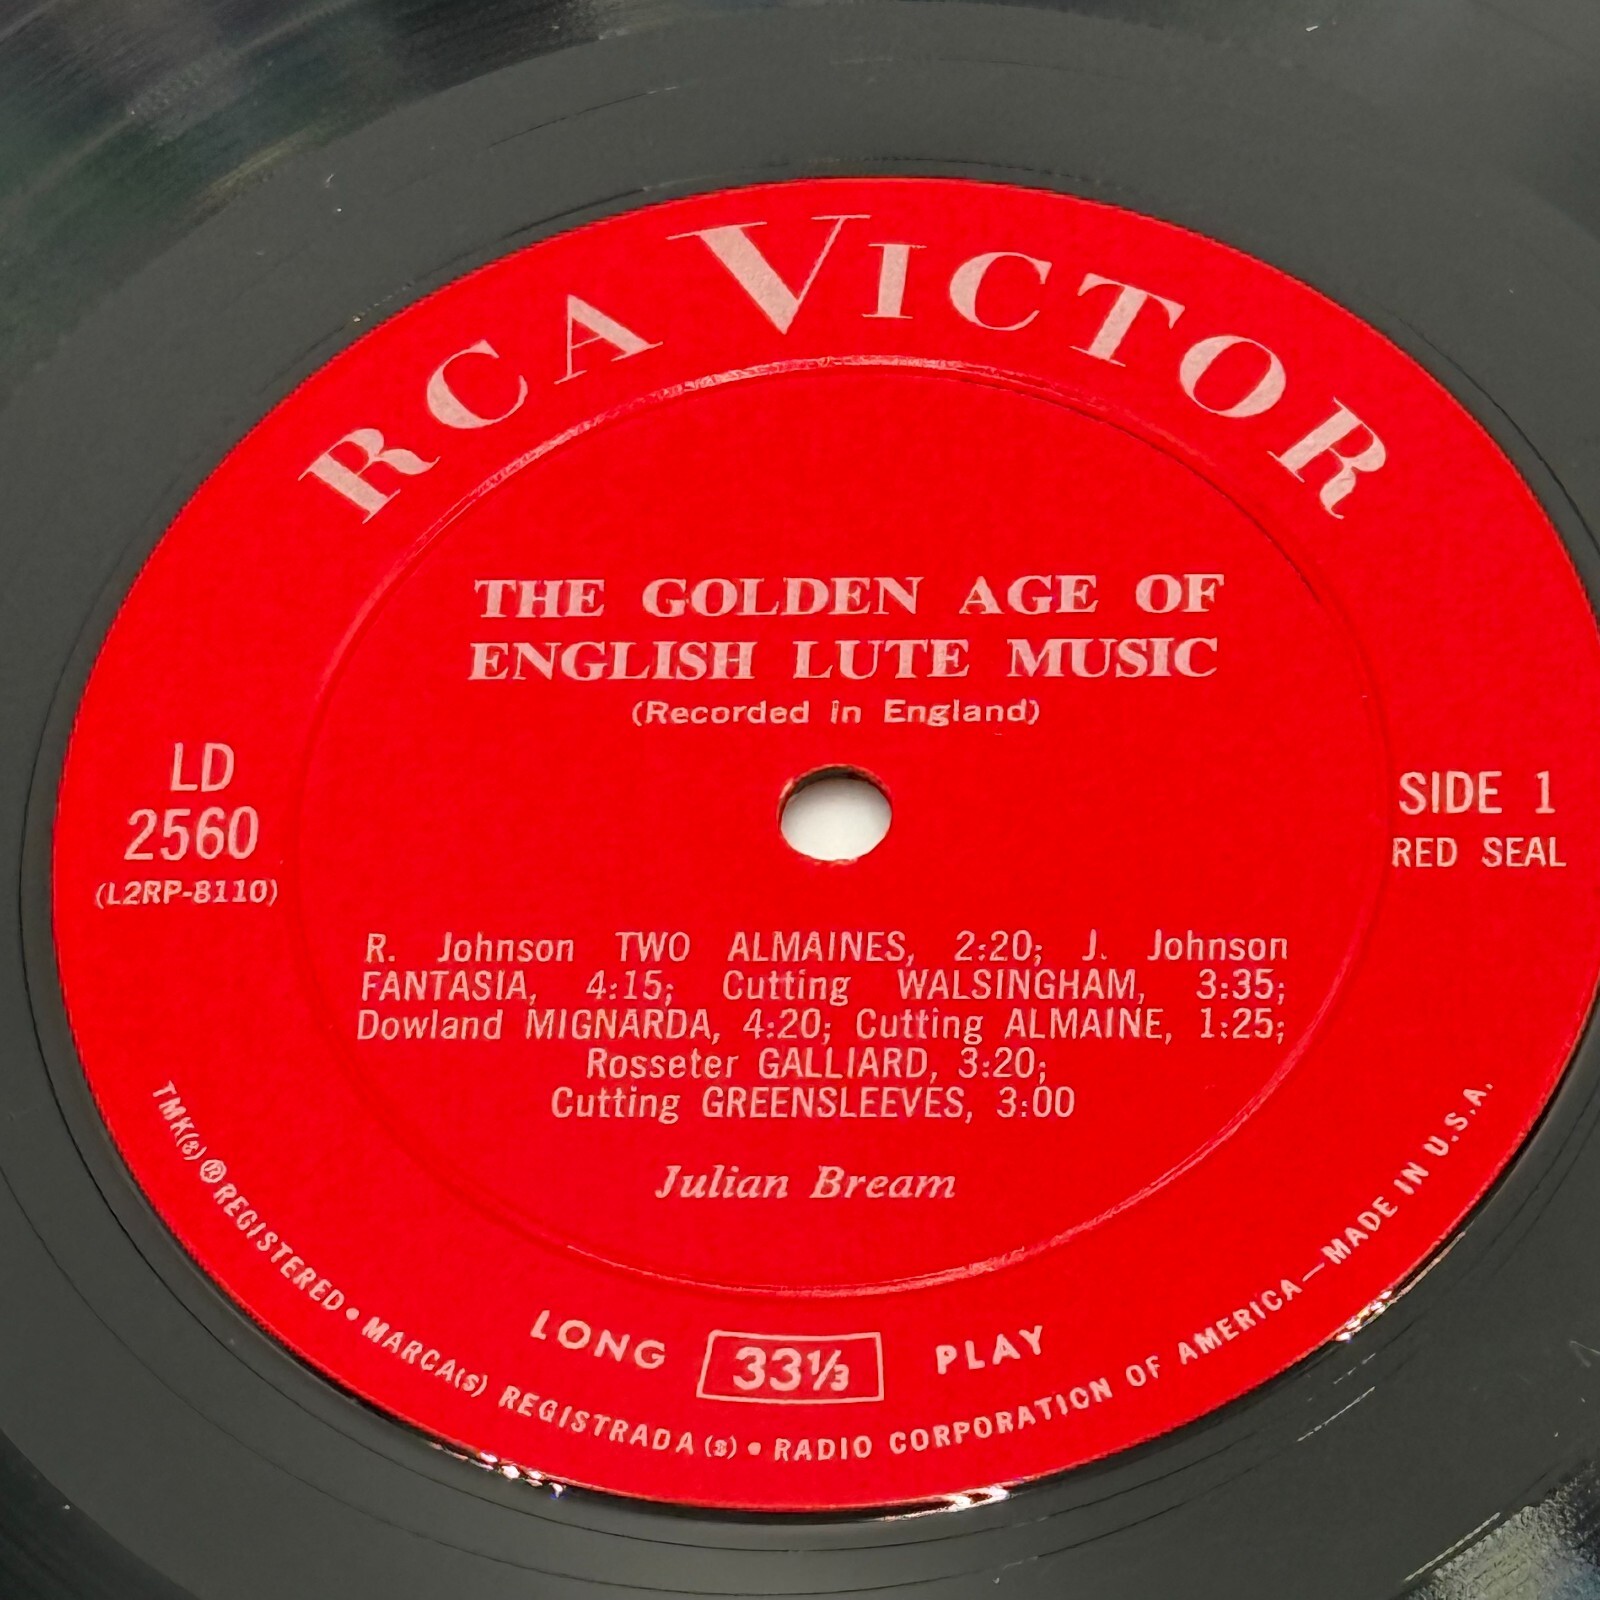 RCA VICTOR
THE GOLDEN AGE OF
ENGLISH LUTE MUSIC
(Recorded in England)
LD
2560
(L2RP-8110)
SIDE 1
RED SEAL
R. Johnson TWO ALMAINES, 2:20; J. Johnson
FANTASIA, 4:15; Cutting WALSINGHAM, 3:35;
Dowland MIGNARDA, 4:20; Cutting ALMAINE, 1:25;
Rosseter GALLIARD, 3:20;
Cutting GREENSLEEVES, 3:00
Julian Bream
LONG 33⅓ PLAY
TMK(s) ® REGISTERED • MARCA(s) REGISTRADA(s) • RADIO CORPORATION OF AMERICA—MADE IN U.S.A.